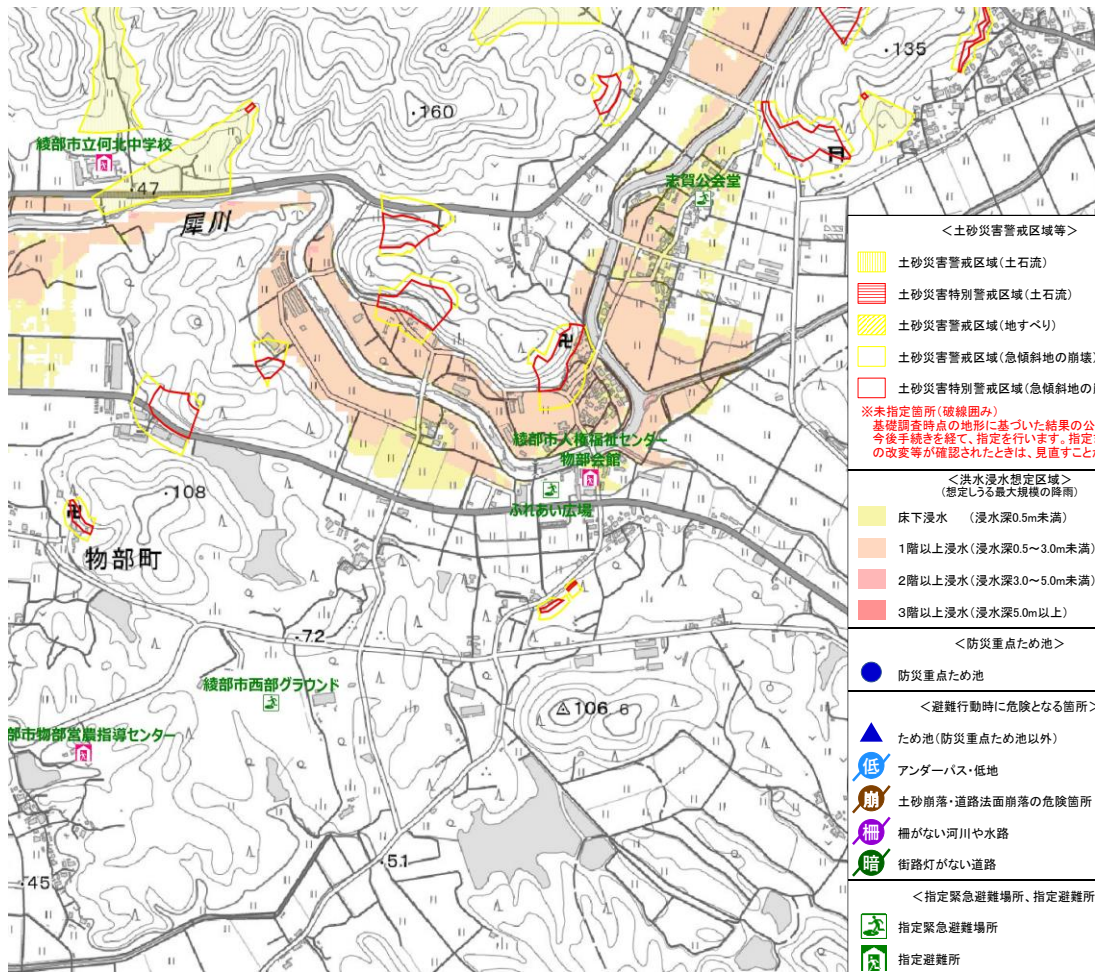 135
160
綾部市立何北中学校
47
犀川
志賀公会堂
綾部市人権福祉センター
物部会館
ふれあい広場
108
物部町
72
綾部市西部グラウンド
部市物部営農指導センター
106
6
51
45
＜土砂災害警戒区域等＞
土砂災害警戒区域(土石流)
土砂災害特別警戒区域(土石流)
土砂災害警戒区域(地すべり)
土砂災害警戒区域(急傾斜地の崩壊)
土砂災害特別警戒区域(急傾斜地の
※未指定箇所(破線囲み)
基礎調査時点の地形に基づいた結果の公
今後手続きを経て、指定を行います。指定
の改変等が確認されたときは、見直すことが
＜洪水浸水想定区域＞
(想定しうる最大規模の降雨)
床下浸水 (浸水深0.5m未満)
1階以上浸水(浸水深0.5～3.0m未満)
2階以上浸水(浸水深3.0～5.0m未満)
3階以上浸水(浸水深5.0m以上)
＜防災重点ため池＞
防災重点ため池
＜避難行動時に危険となる箇所＞
ため池(防災重点ため池以外)
低 アンダーパス・低地
崩 土砂崩落・道路法面崩落の危険箇所
柵 柵がない河川や水路
暗 街路灯がない道路
＜指定緊急避難場所、指定避難所
指定緊急避難場所
指定避難所